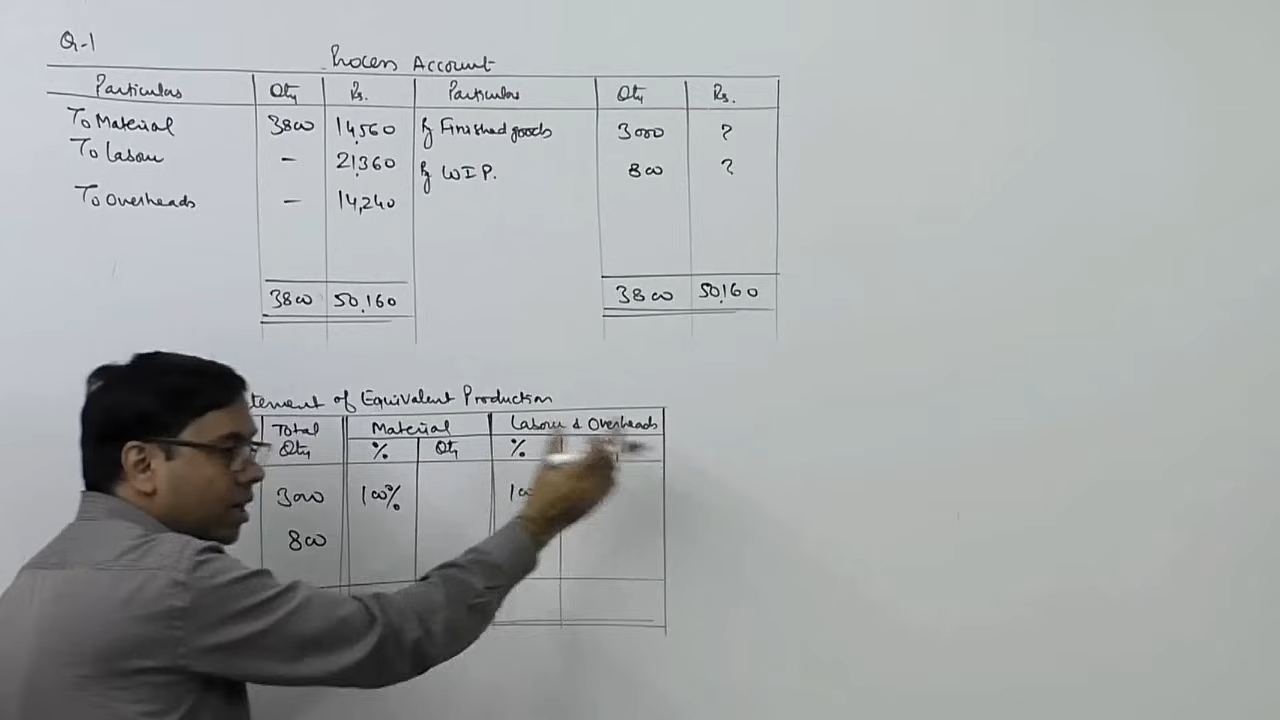 Q-1
Process Account
Particulars Qty Rs. Particulars Qty Rs.
To Material 3800 14,560 By Finished goods 3000 ?
To Labour - 21,360 By W.I.P. 800 ?
To Overheads - 14,240
3800 50,160 3800 50,160
of Equivalent Production
Total Qty Material Labour & Overheads
% Qty %
3000 100%
800